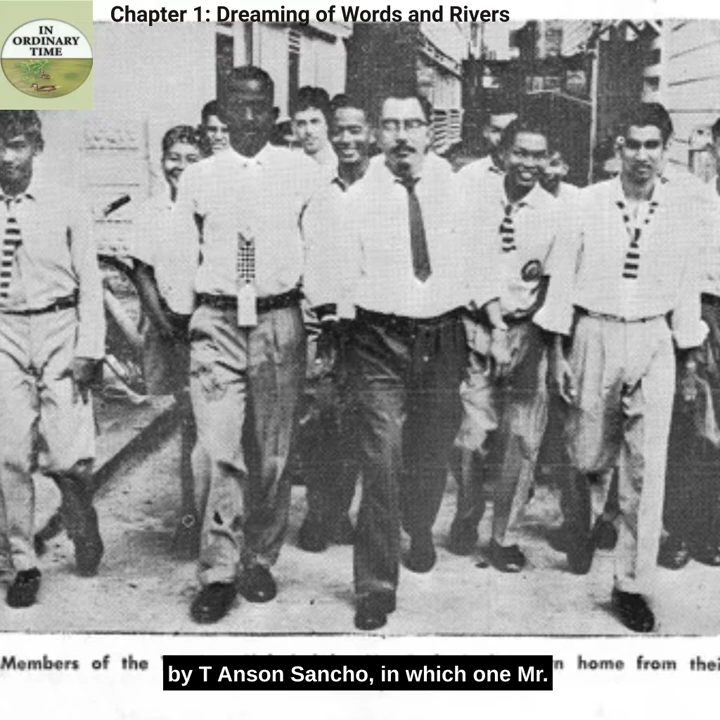 Chapter 1: Dreaming of Words and Rivers
IN
ORDINARY
TIME
Members of the
n home from thei
by T Anson Sancho, in which one Mr.